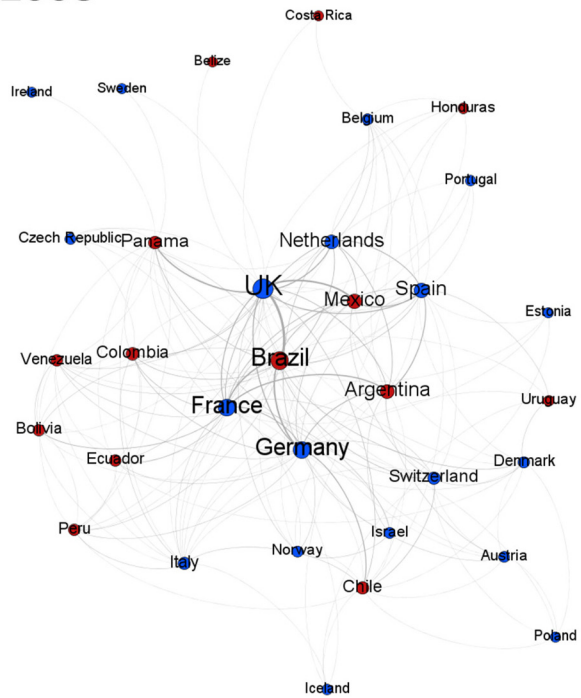 Costa Rica
Belize
Ireland
Sweden
Honduras
Belgium
Portugal
Czech Republic
Panama
Netherlands
UK
Mexico
Spain
Estonia
Venezuela
Colombia
Brazil
Argentina
Uruguay
France
Bolivia
Germany
Ecuador
Switzerland
Denmark
Peru
Israel
Italy
Norway
Austria
Chile
Poland
Iceland